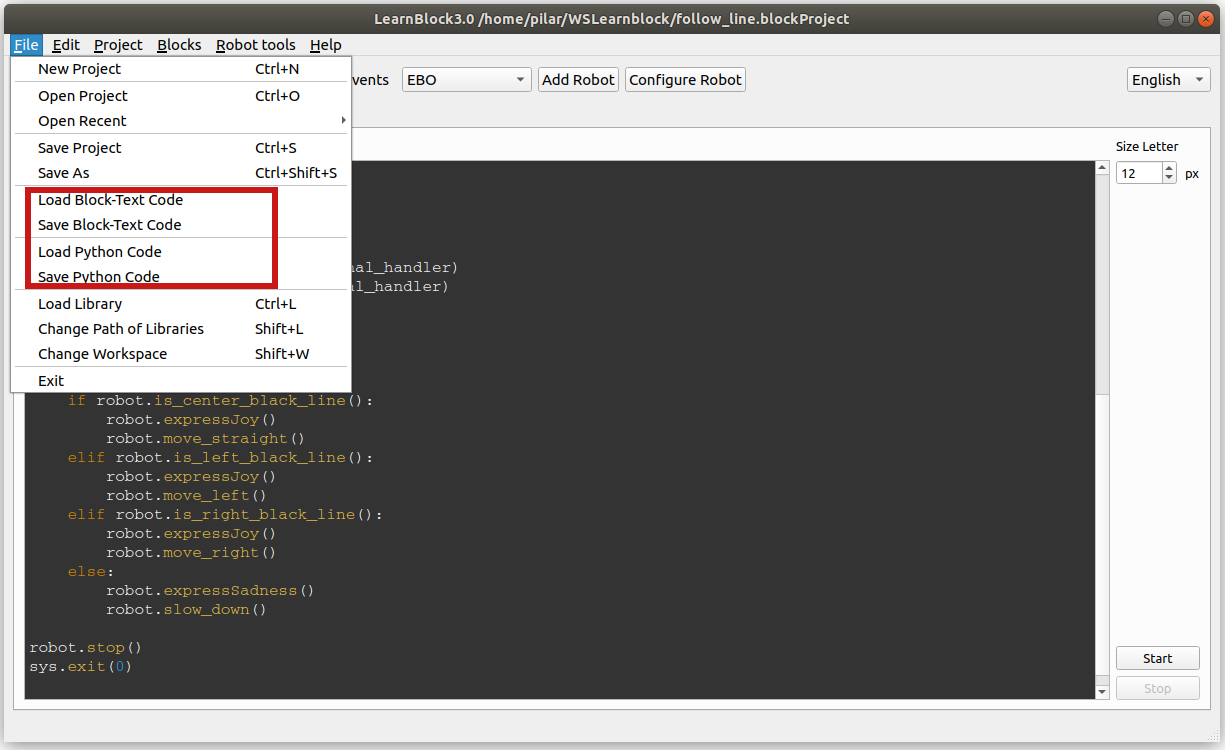 LearnBlock3.0 /home/pilar/WSLearnblock/follow_line.blockProject
File Edit Project Blocks Robot tools Help
New Project Ctrl+N
Open Project Ctrl+O
Open Recent
Save Project Ctrl+S
Save As Ctrl+Shift+S
Load Block-Text Code
Save Block-Text Code
Load Python Code
Save Python Code
Load Library Ctrl+L
Change Path of Libraries Shift+L
Change Workspace Shift+W
Exit
vents EBO Add Robot Configure Robot English
Size Letter
12 px
nal_handler)
al_handler)
if robot.is_center_black_line():
robot.expressJoy()
robot.move_straight()
elif robot.is_left_black_line():
robot.expressJoy()
robot.move_left()
elif robot.is_right_black_line():
robot.expressJoy()
robot.move_right()
else:
robot.expressSadness()
robot.slow_down()
robot.stop()
sys.exit(0)
Start
Stop